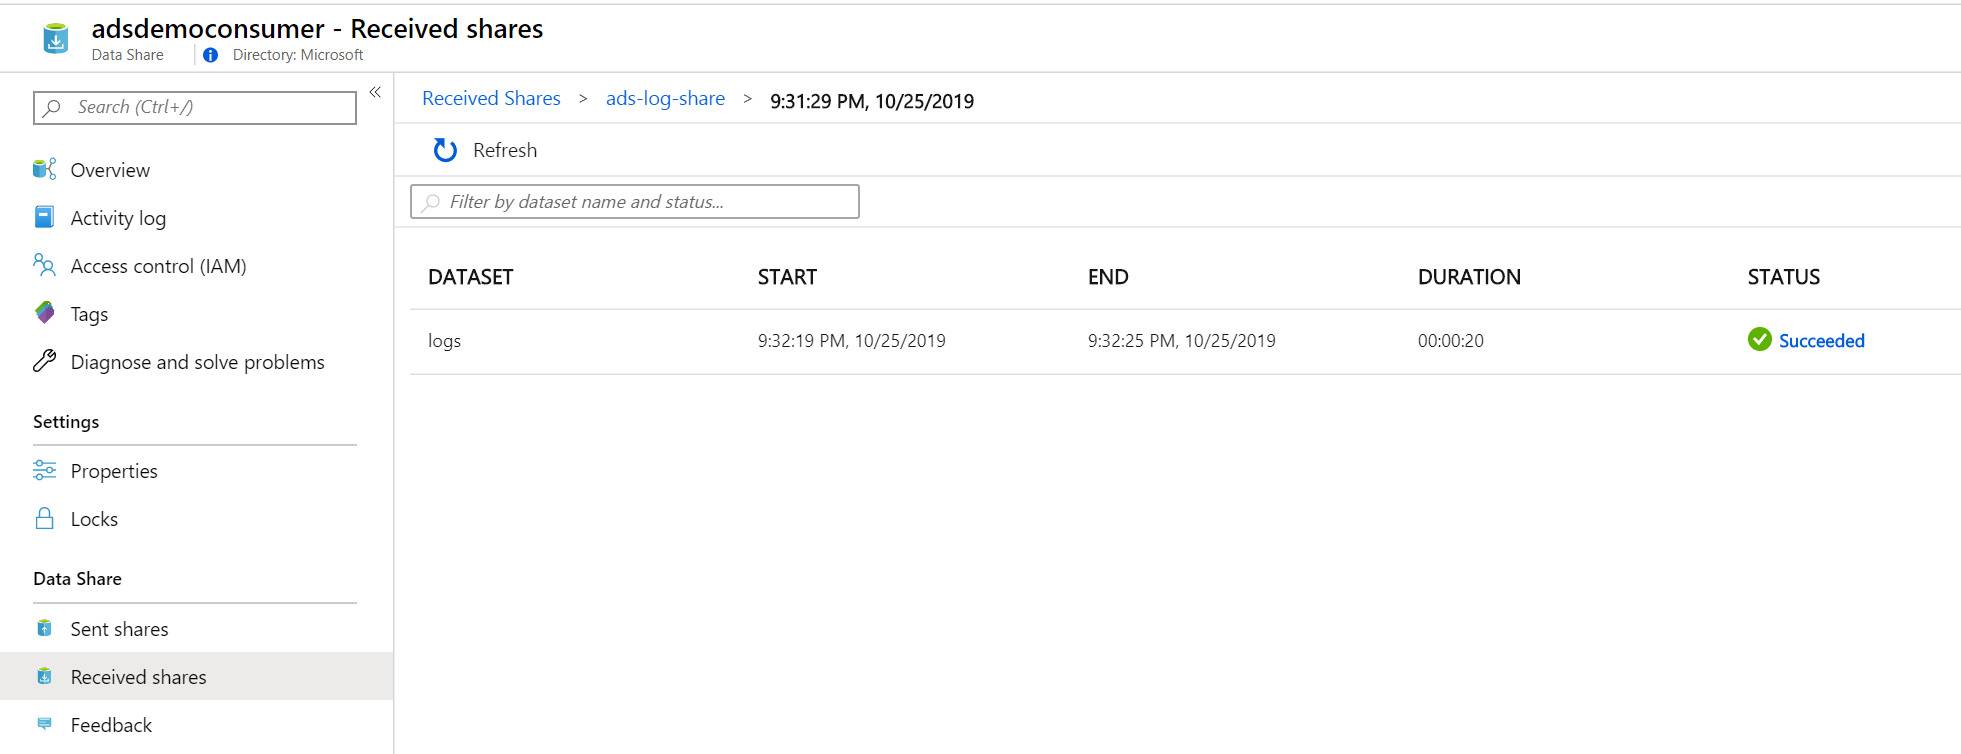 adsdemoconsumer - Received shares
Data Share
Directory: Microsoft
Search (Ctrl+/)
«
Overview
Activity log
Access control (IAM)
Tags
Diagnose and solve problems
Settings
Properties
Locks
Data Share
Sent shares
Received shares
Feedback
Received Shares > ads-log-share > 9:31:29 PM, 10/25/2019
Refresh
Filter by dataset name and status...
DATASET START END DURATION STATUS
logs 9:32:19 PM, 10/25/2019 9:32:25 PM, 10/25/2019 00:00:20 Succeeded